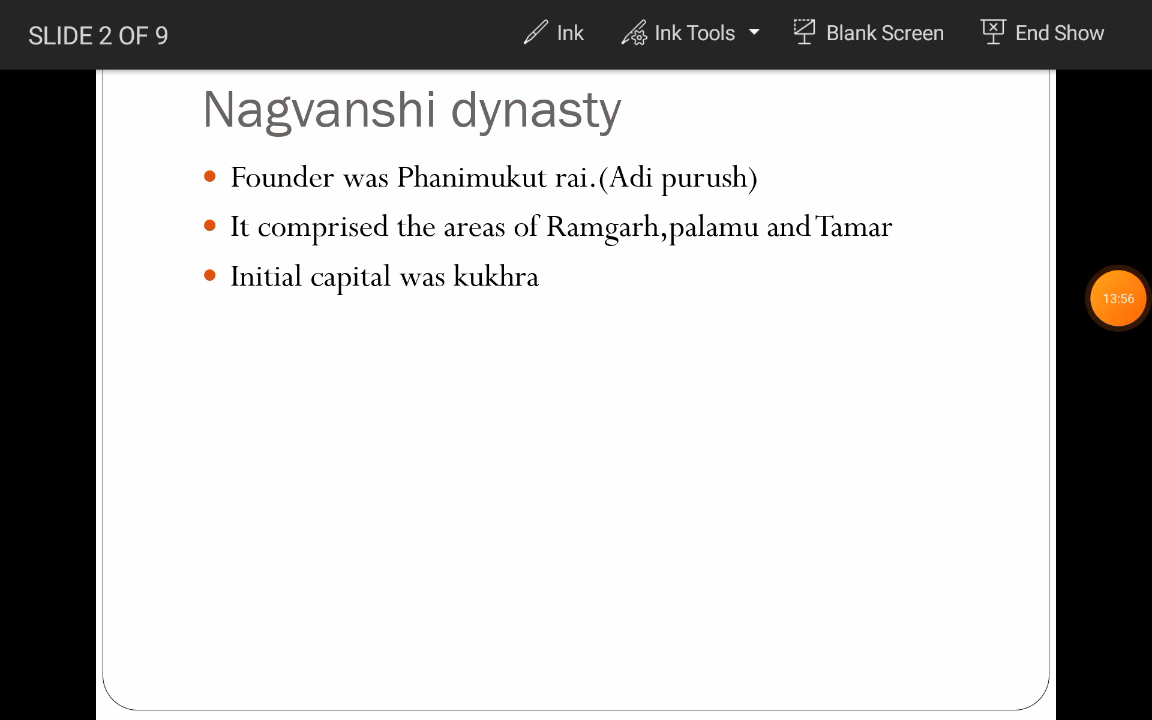 SLIDE 2 OF 9
Ink
Ink Tools
Blank Screen
End Show
Nagvanshi dynasty
• Founder was Phanimukut rai.(Adi purush)
• It comprised the areas of Ramgarh,palamu and Tamar
• Initial capital was kukhra
13:56